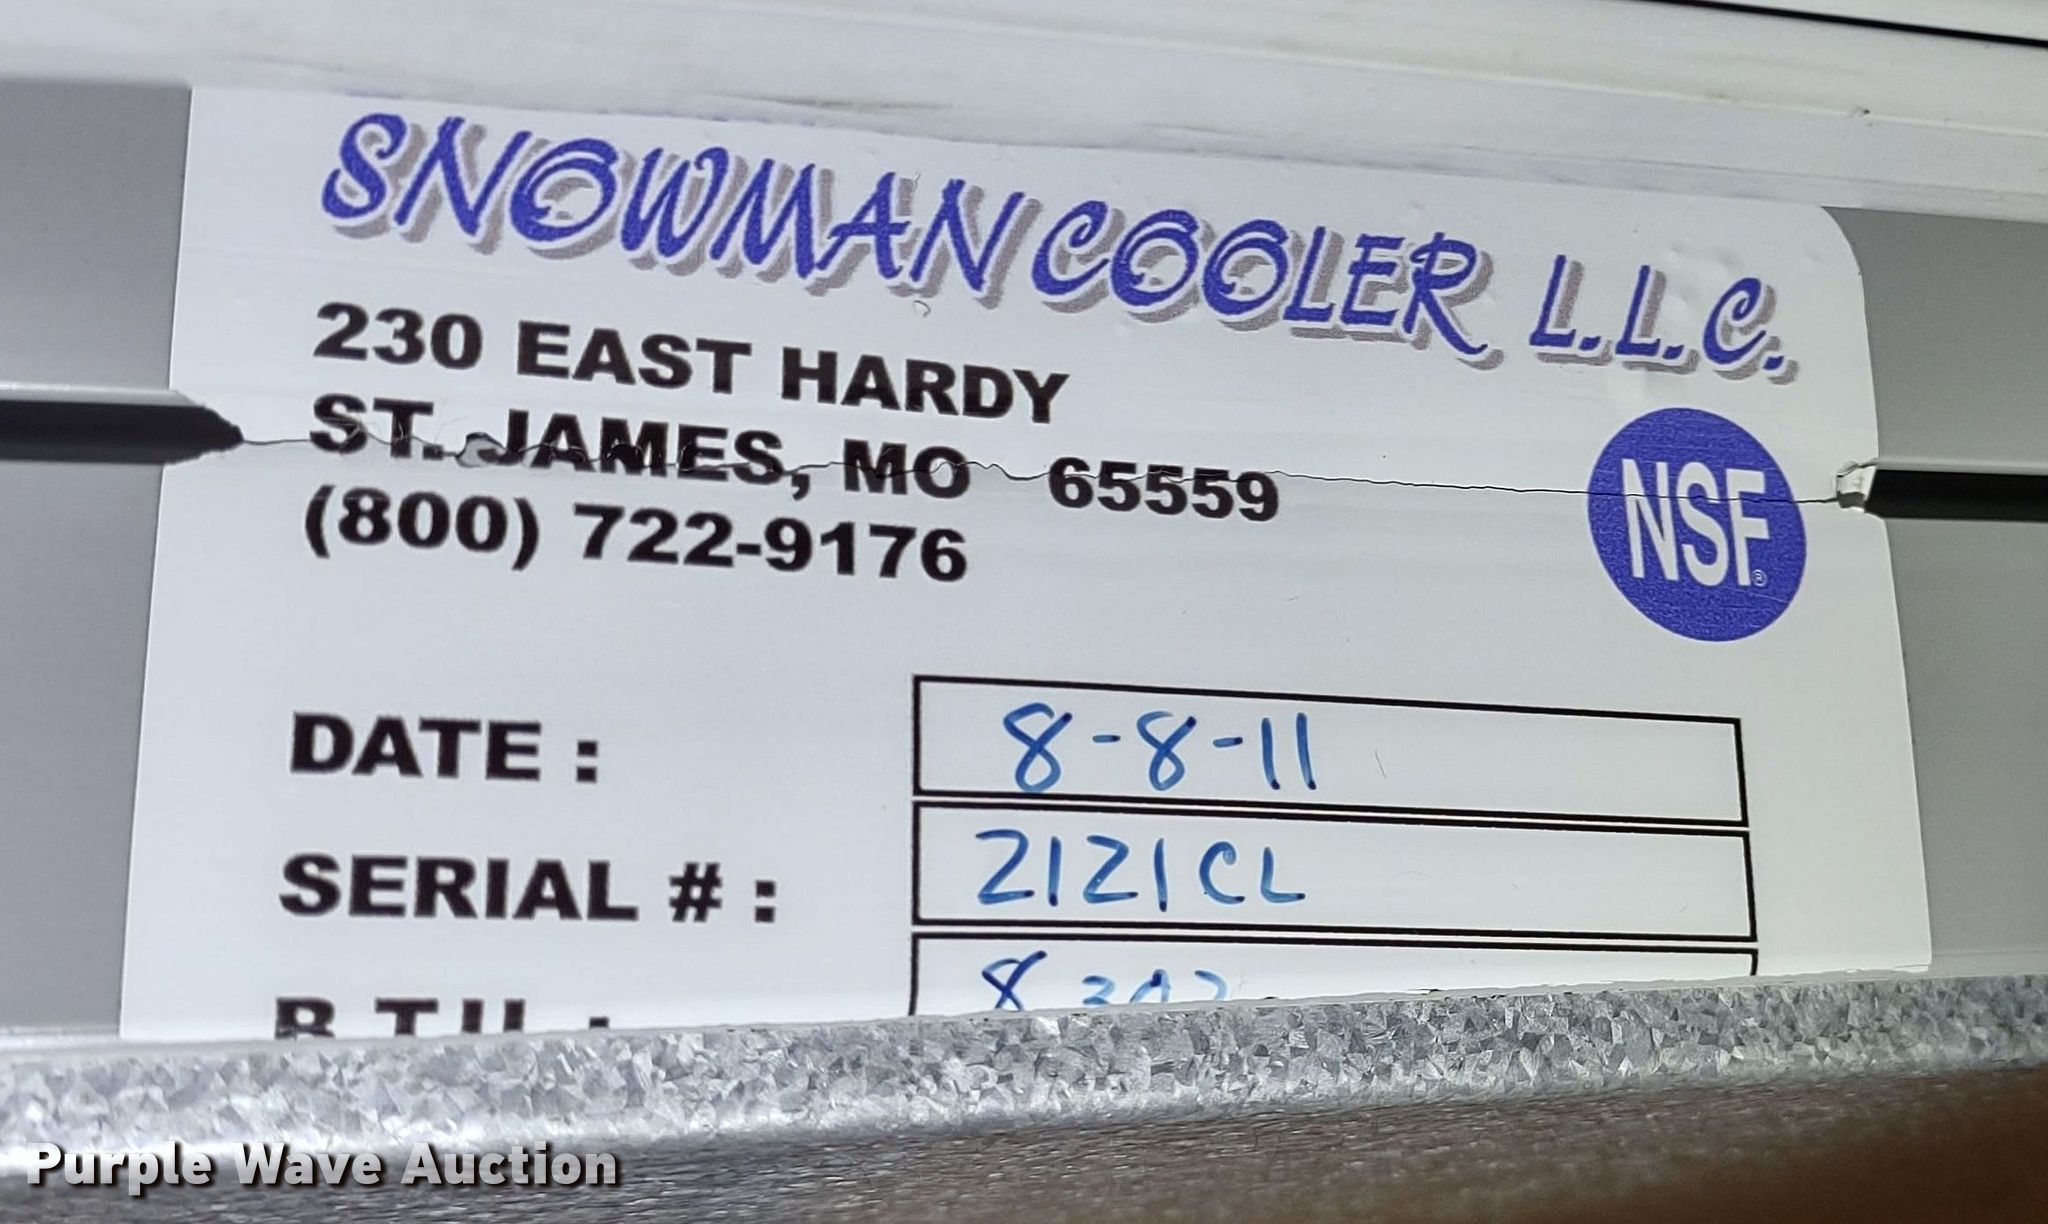 SNOWMAN COOLER L.L.C.
230 EAST HARDY
ST. JAMES, MO 65559
(800) 722-9176
NSF®
DATE : 8-8-11
SERIAL # : 2121CL
B.T.U. :
Purple Wave Auction